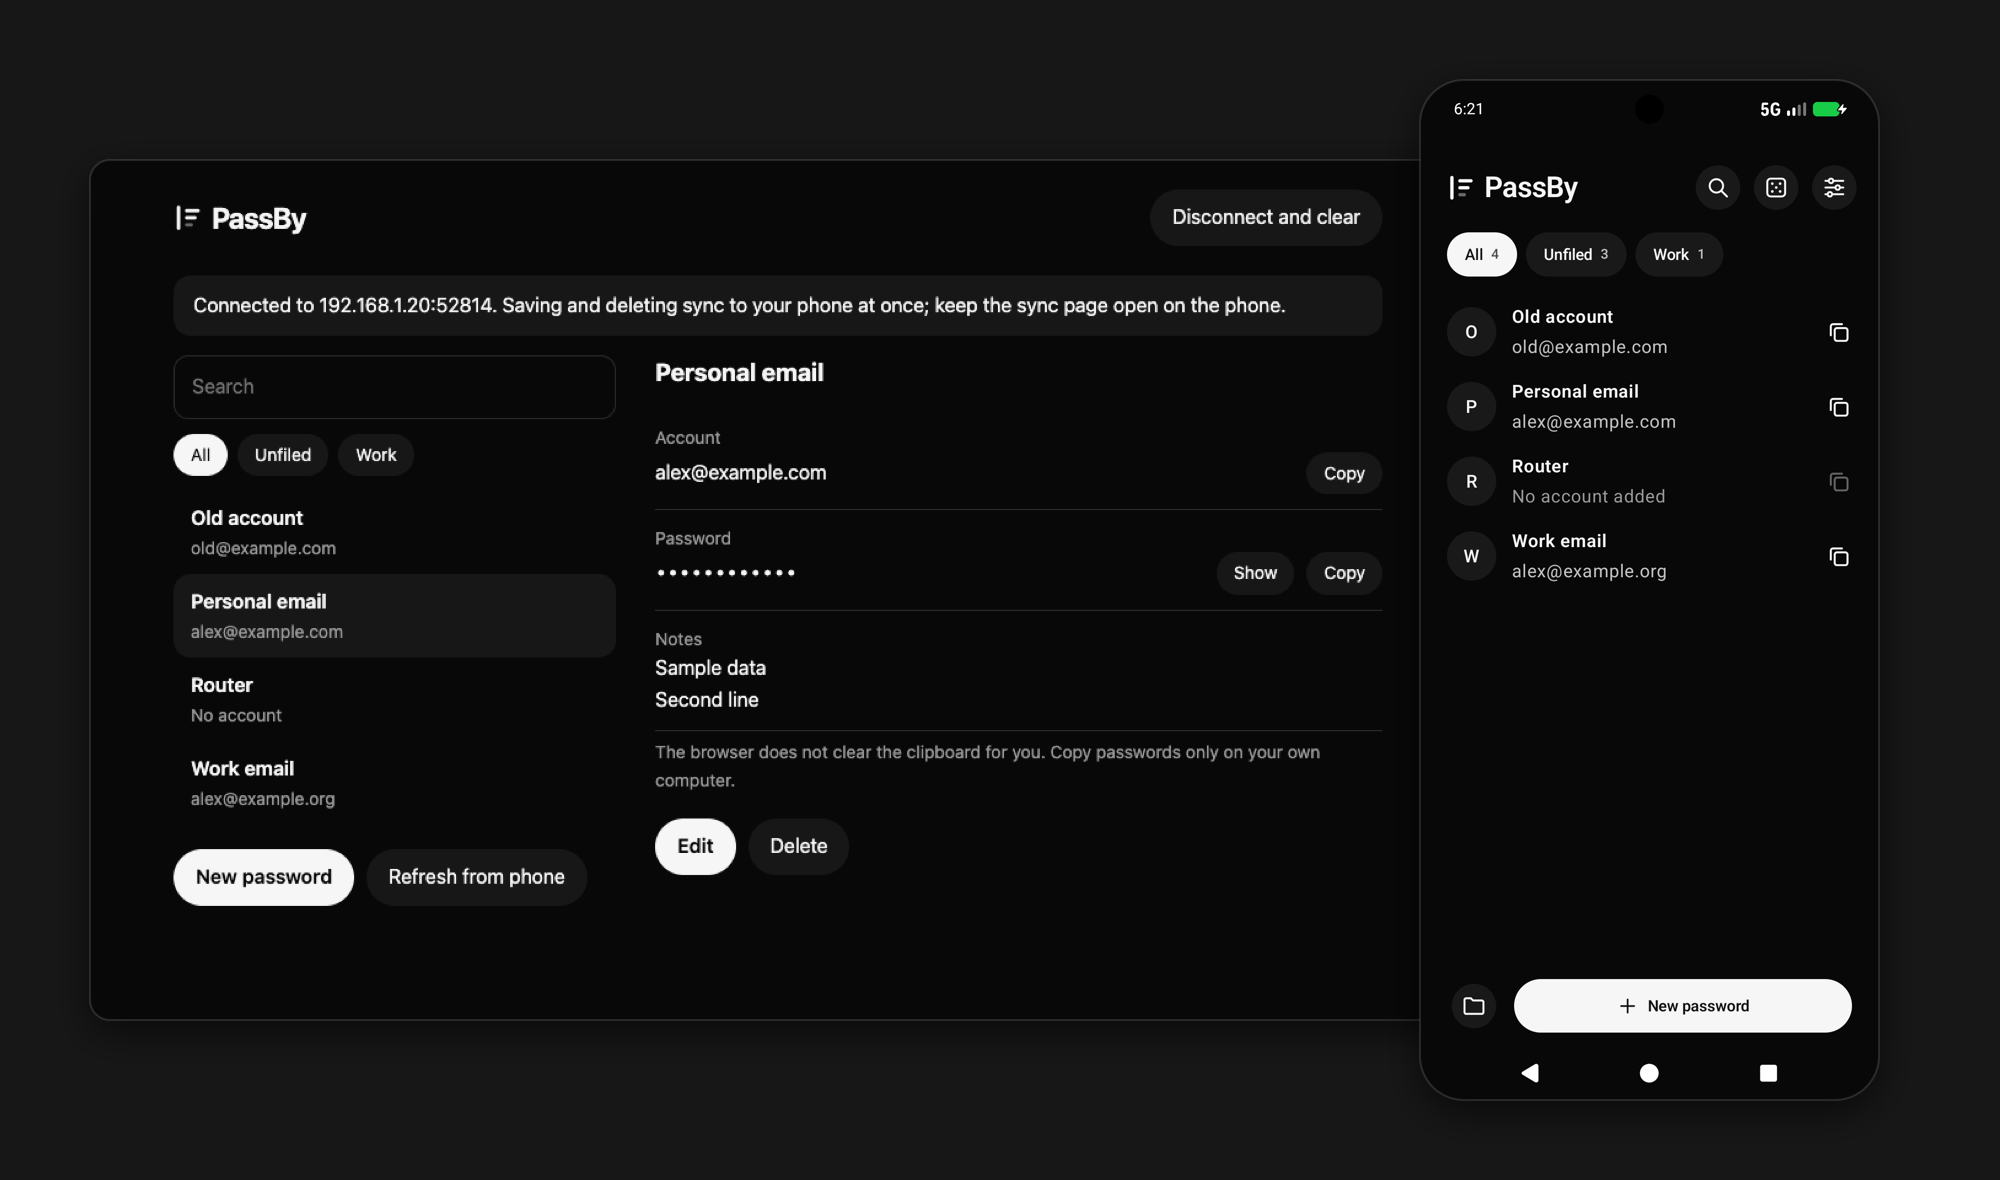 PassBy
Disconnect and clear
Connected to 192.168.1.20:52814. Saving and deleting sync to your phone at once; keep the sync page open on the phone.
Search
All
Unfiled
Work
Old account
old@example.com
Personal email
alex@example.com
Router
No account
Work email
alex@example.org
New password
Refresh from phone
Personal email
Account
alex@example.com
Copy
Password
••••••••••••
Show
Copy
Notes
Sample data
Second line
The browser does not clear the clipboard for you. Copy passwords only on your own
computer.
Edit
Delete
6:21
5G
PassBy
All 4
Unfiled 3
Work 1
O
Old account
old@example.com
P
Personal email
alex@example.com
R
Router
No account added
W
Work email
alex@example.org
+ New password